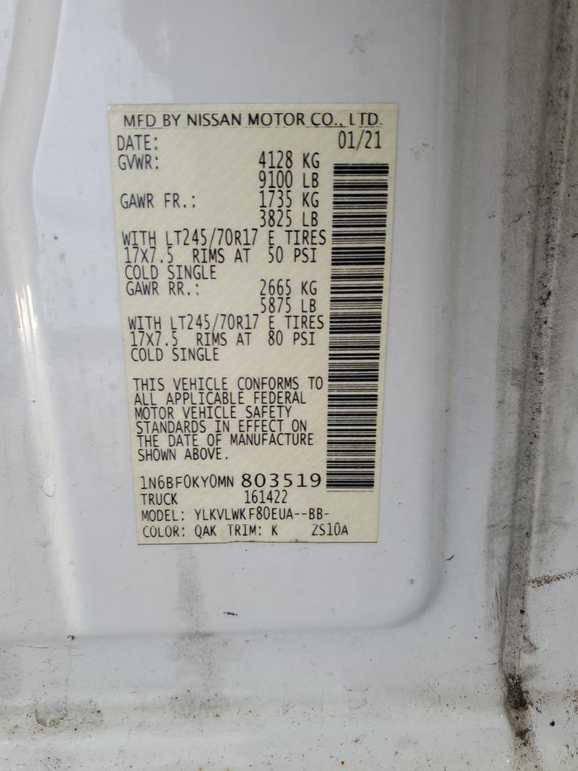 MFD BY NISSAN MOTOR CO., LTD.
DATE: 01/21
GVWR: 4128 KG
9100 LB
GAWR FR.: 1735 KG
3825 LB
WITH LT245/70R17 E TIRES
17X7.5 RIMS AT 50 PSI
COLD SINGLE
GAWR RR.: 2665 KG
5875 LB
WITH LT245/70R17 E TIRES
17X7.5 RIMS AT 80 PSI
COLD SINGLE
THIS VEHICLE CONFORMS TO
ALL APPLICABLE FEDERAL
MOTOR VEHICLE SAFETY
STANDARDS IN EFFECT ON
THE DATE OF MANUFACTURE
SHOWN ABOVE.
1N6BF0KY0MN 803519
TRUCK 161422
MODEL: YLKVLWKF80EUA--BB-
COLOR: QAK TRIM: K ZS10A